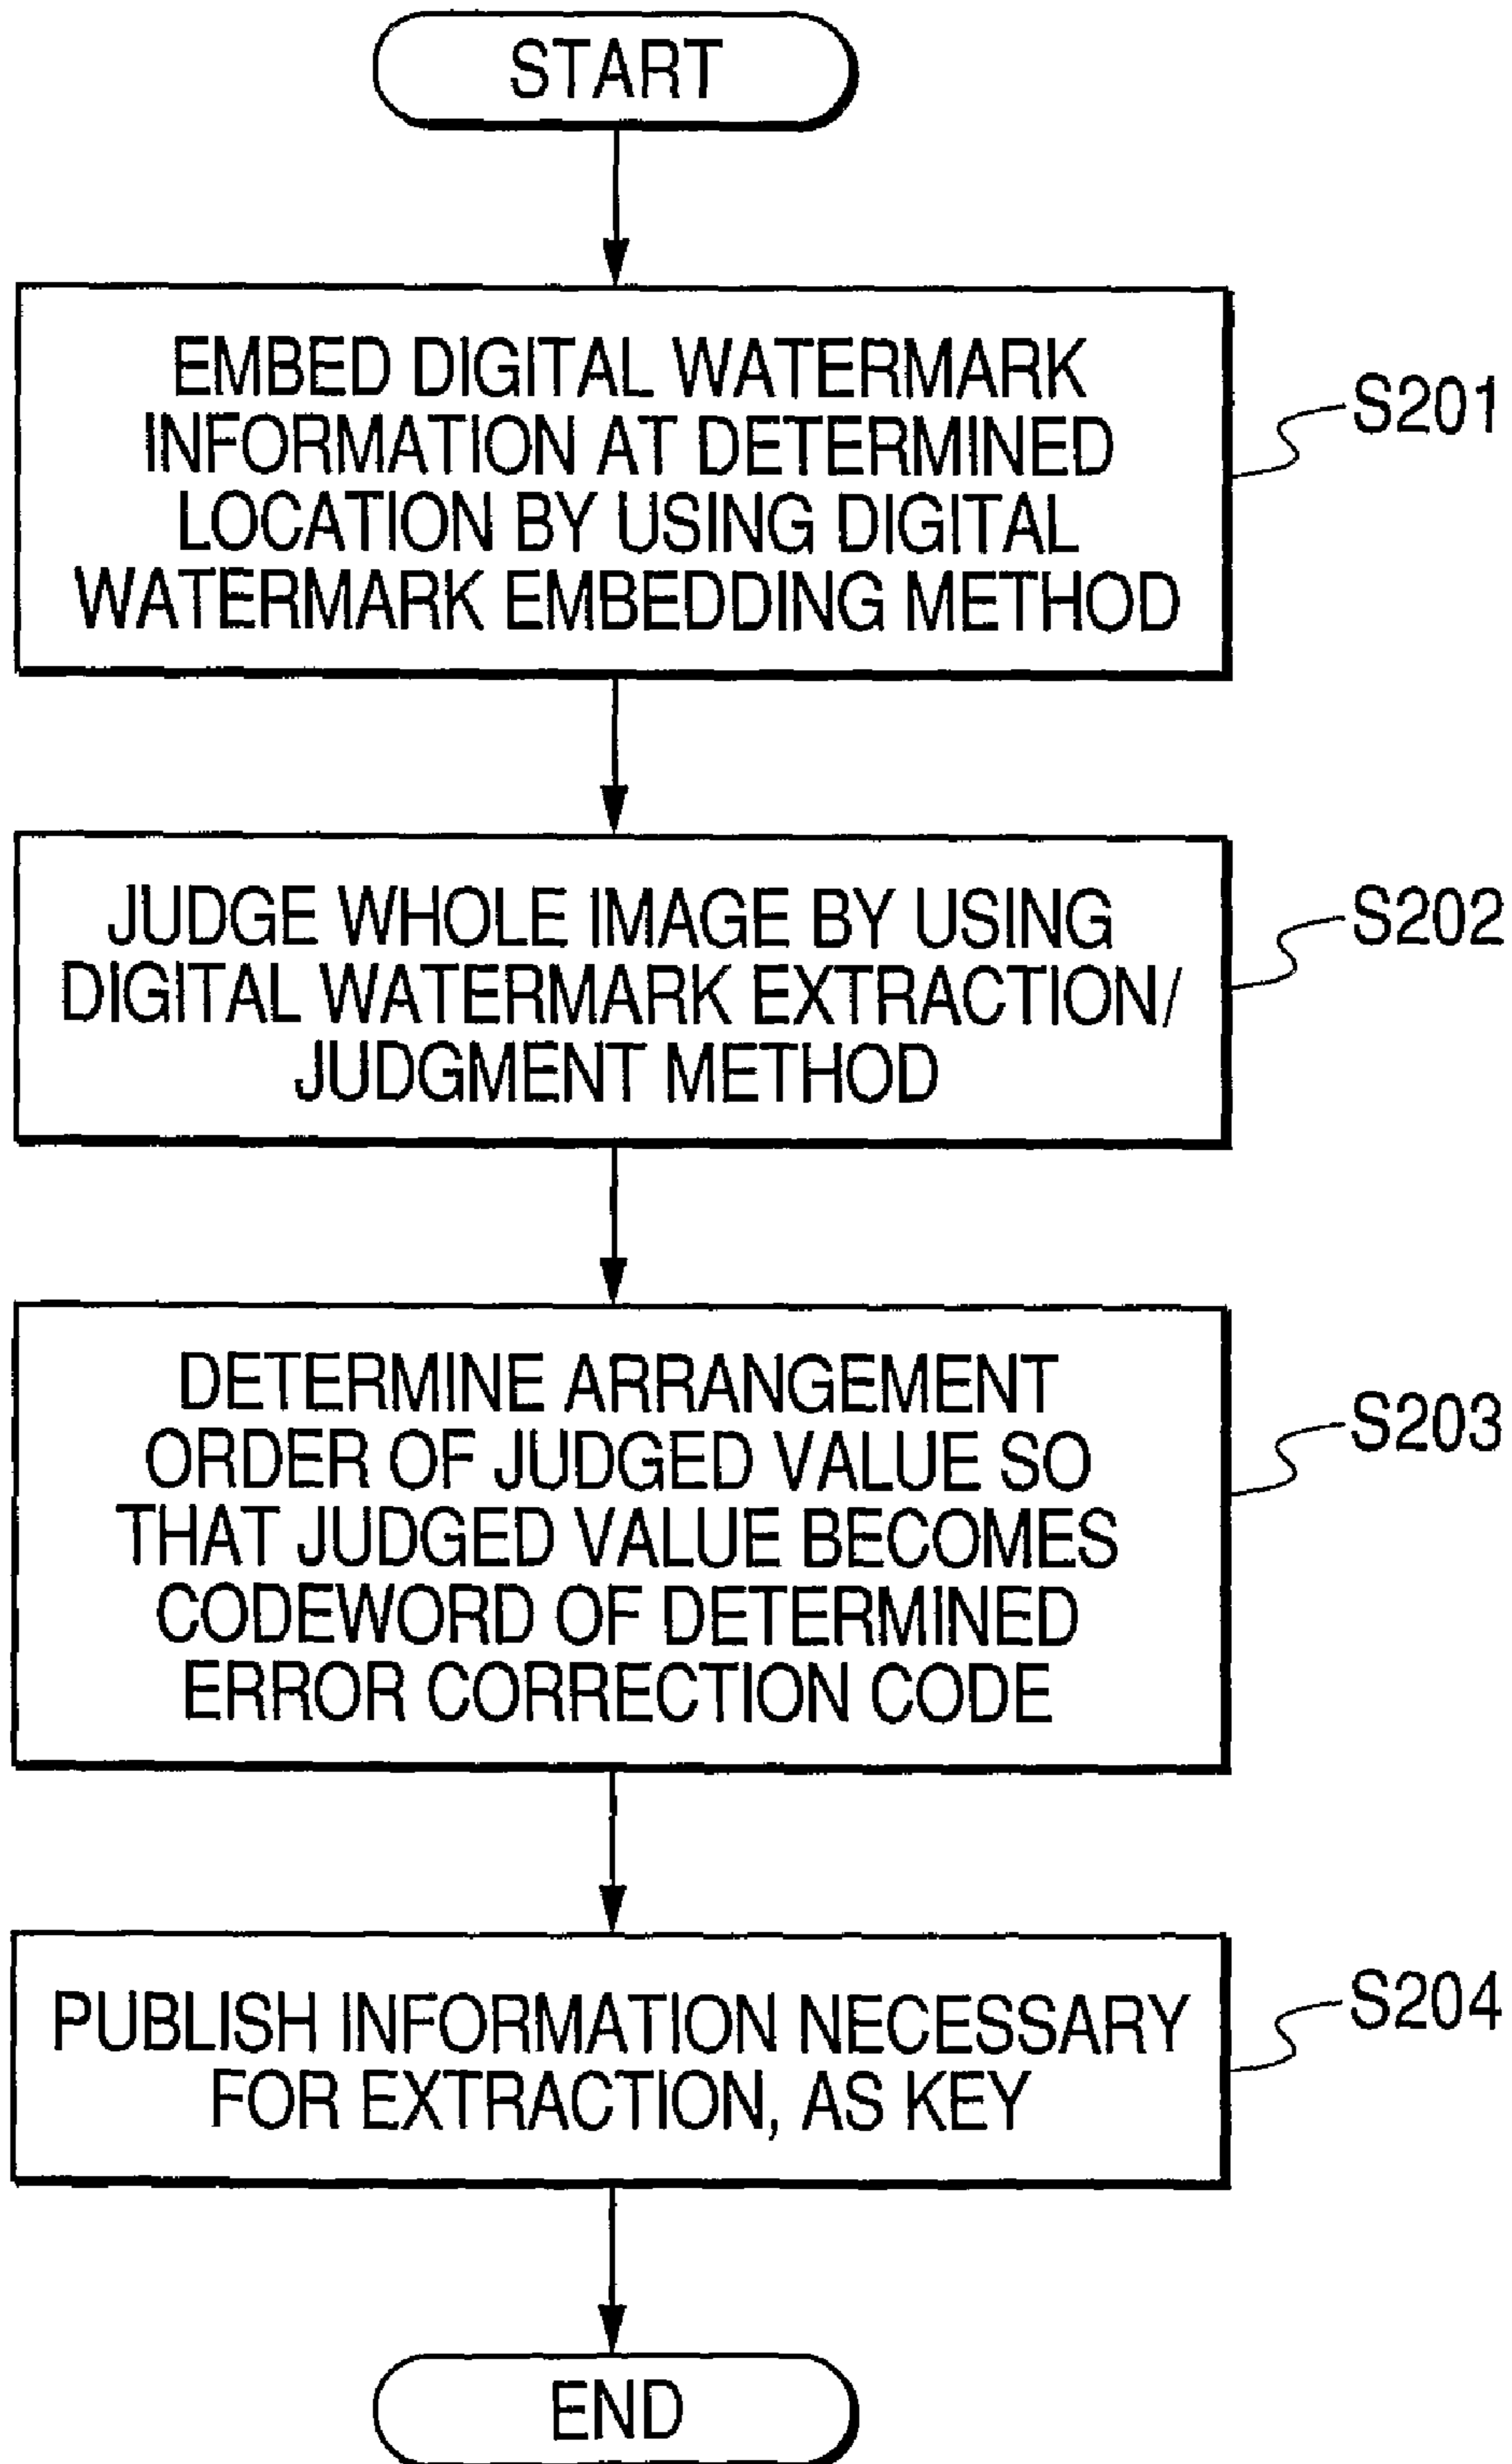 START
EMBED DIGITAL WATERMARK
INFORMATION AT DETERMINED
LOCATION BY USING DIGITAL
WATERMARK EMBEDDING METHOD
S201
JUDGE WHOLE IMAGE BY USING
DIGITAL WATERMARK EXTRACTION/
JUDGMENT METHOD
S202
DETERMINE ARRANGEMENT
ORDER OF JUDGED VALUE SO
THAT JUDGED VALUE BECOMES
CODEWORD OF DETERMINED
ERROR CORRECTION CODE
S203
PUBLISH INFORMATION NECESSARY
FOR EXTRACTION, AS KEY
S204
END